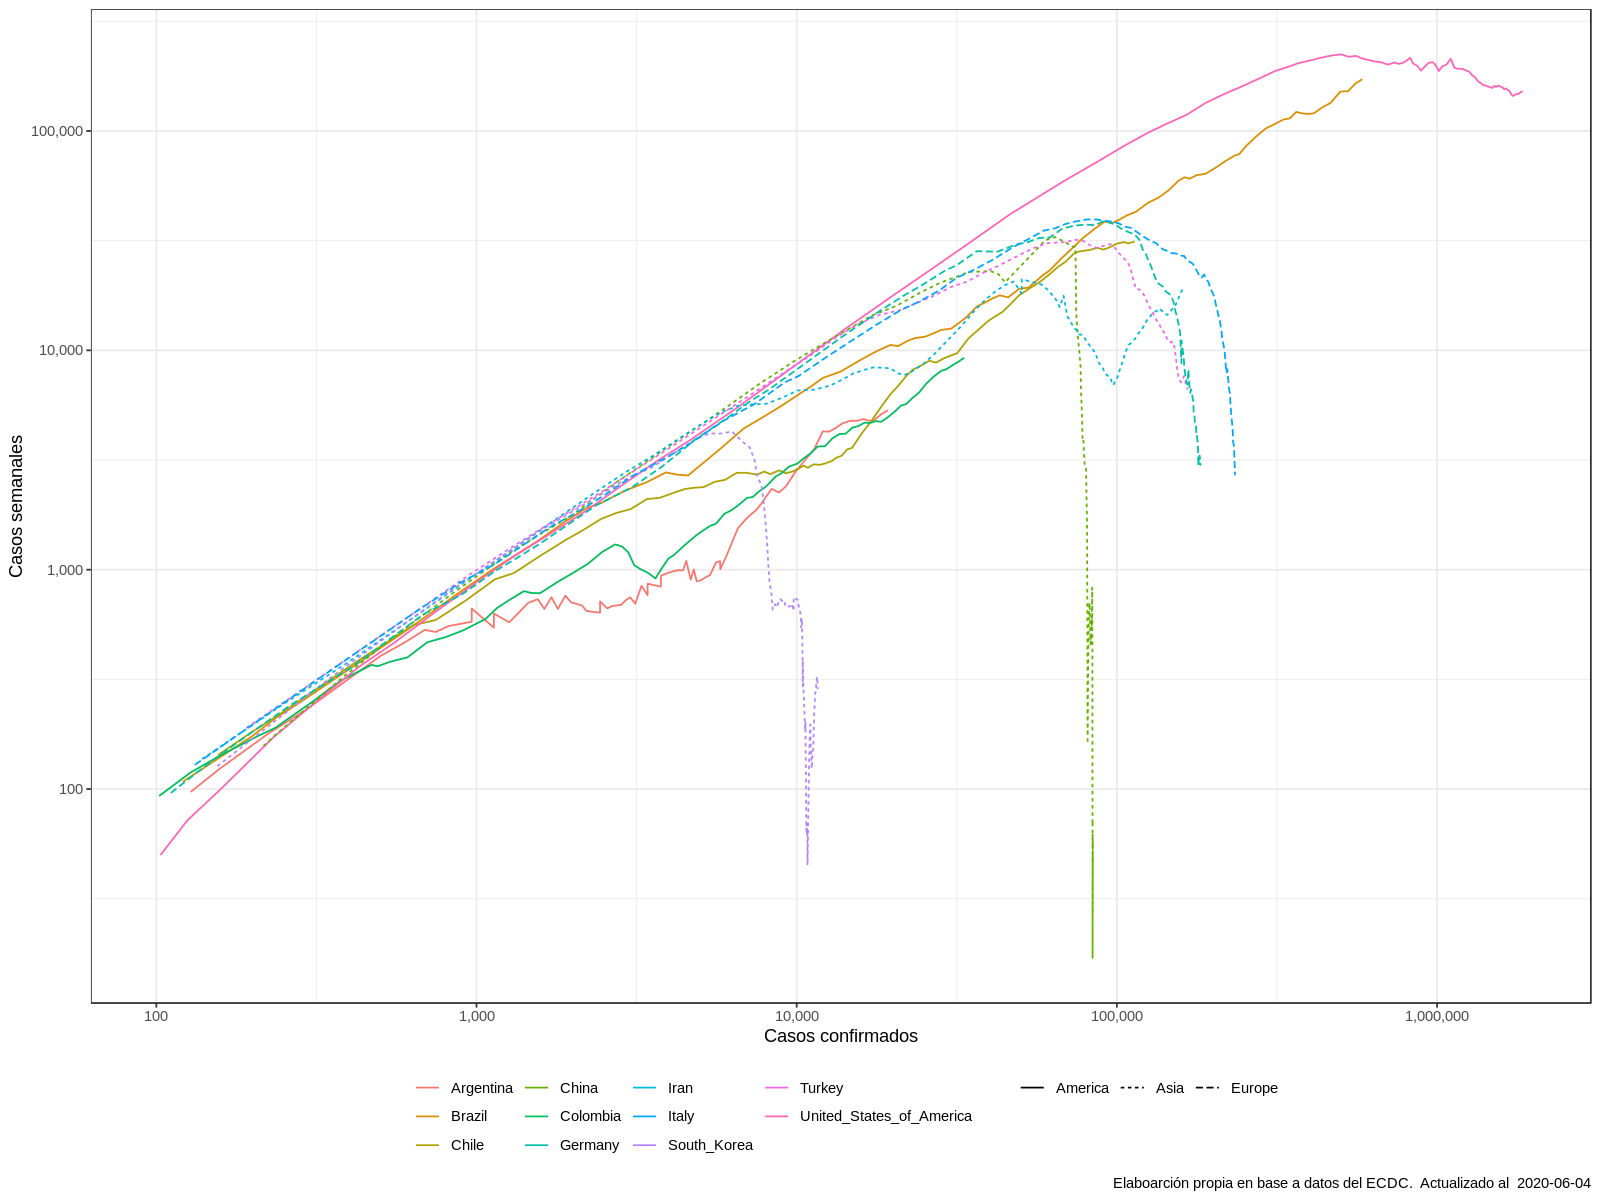 Casos semanales
100,000
10,000
1,000
100
100
1,000
10,000
100,000
1,000,000
Casos confirmados
Argentina
Brazil
Chile
China
Colombia
Germany
Iran
Italy
South_Korea
Turkey
United_States_of_America
America
Asia
Europe
Elaboarción propia en base a datos del ECDC.  Actualizado al  2020-06-04